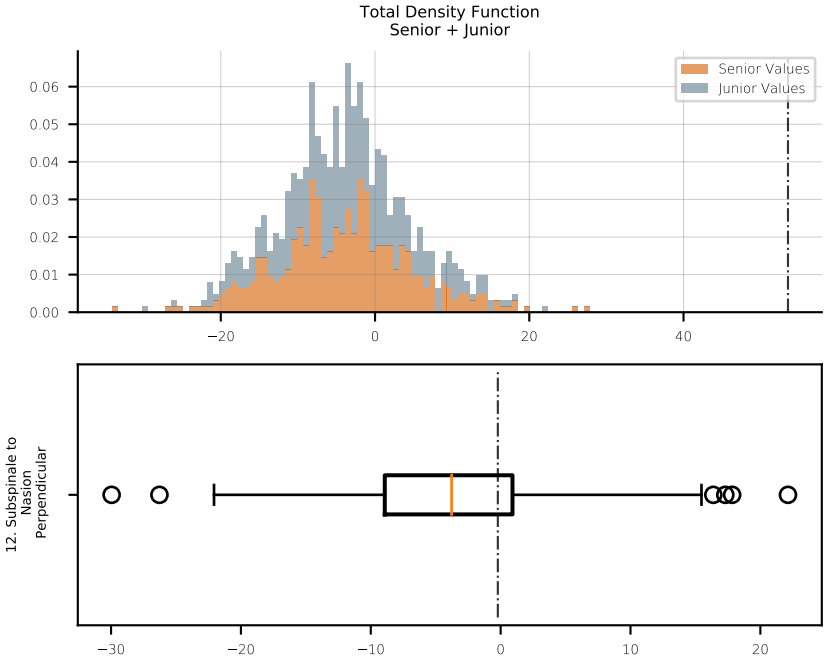 Total Density Function
Senior + Junior
Senior Values
Junior Values
0.06
0.05
0.04
0.03
0.02
0.01
0.00
−20
0
20
40
12. Subspinale to
Nasion
Perpendicular
−30
−20
−10
0
10
20